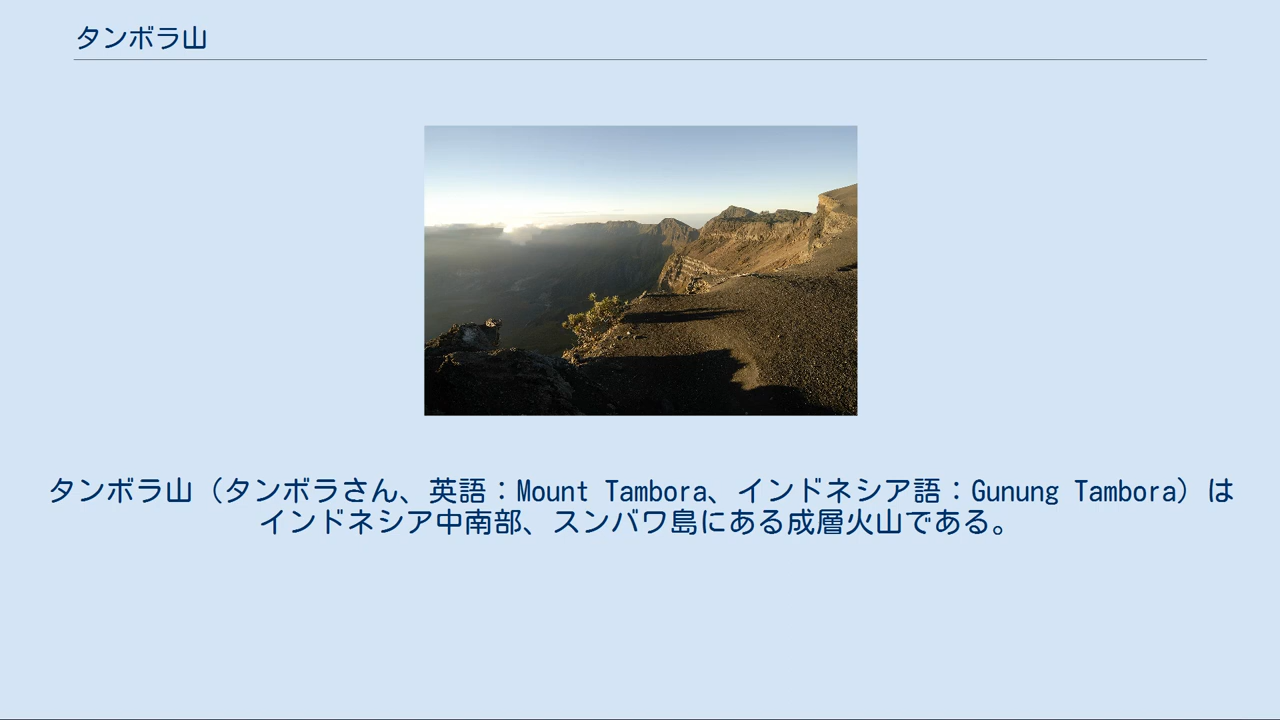 タンボラ山
タンボラ山（タンボラさん、英語：Mount Tambora、インドネシア語：Gunung Tambora）は
インドネシア中南部、スンバワ島にある成層火山である。